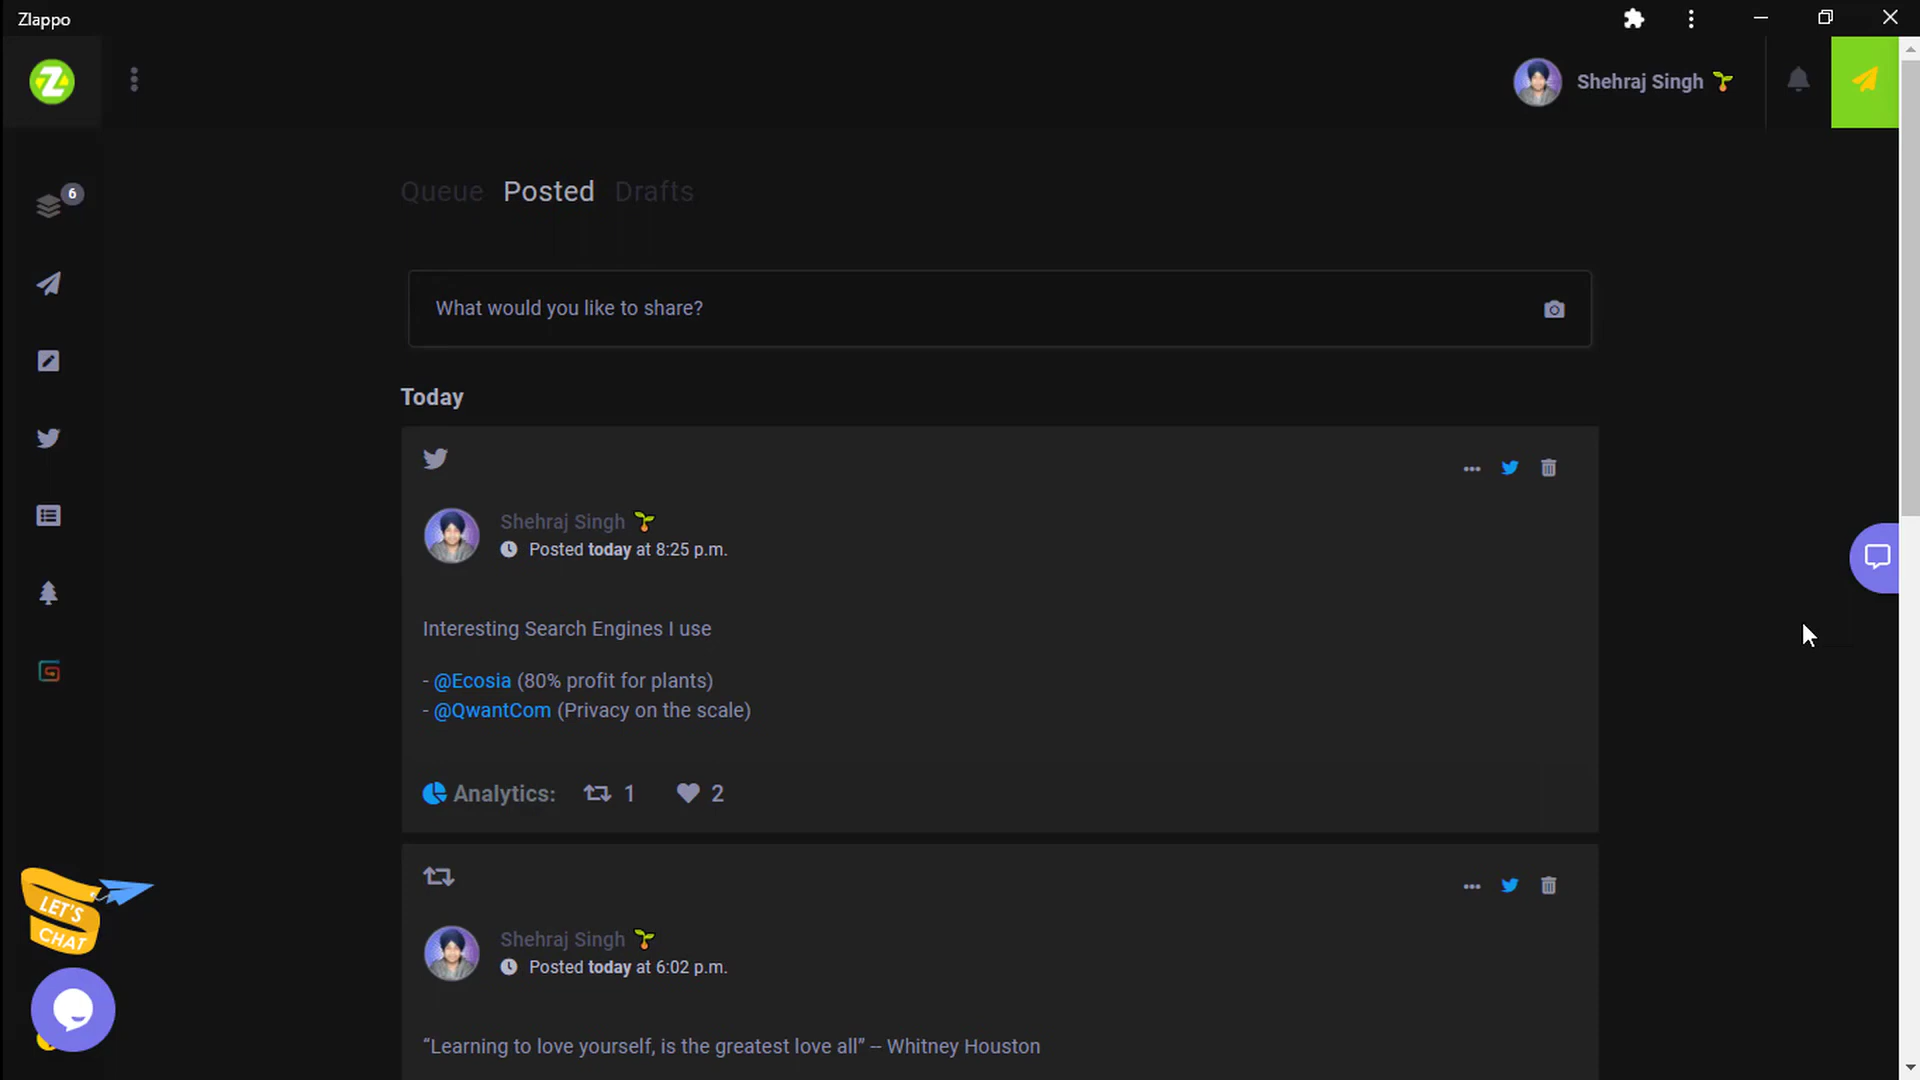 Zlappo
Shehraj Singh
6
Queue Posted Drafts
What would you like to share?
Today
Shehraj Singh
Posted today at 8:25 p.m.
Interesting Search Engines I use
- @Ecosia (80% profit for plants)
- @QwantCom (Privacy on the scale)
Analytics: 1 2
Shehraj Singh
Posted today at 6:02 p.m.
“Learning to love yourself, is the greatest love all” – Whitney Houston
LET'S
CHAT